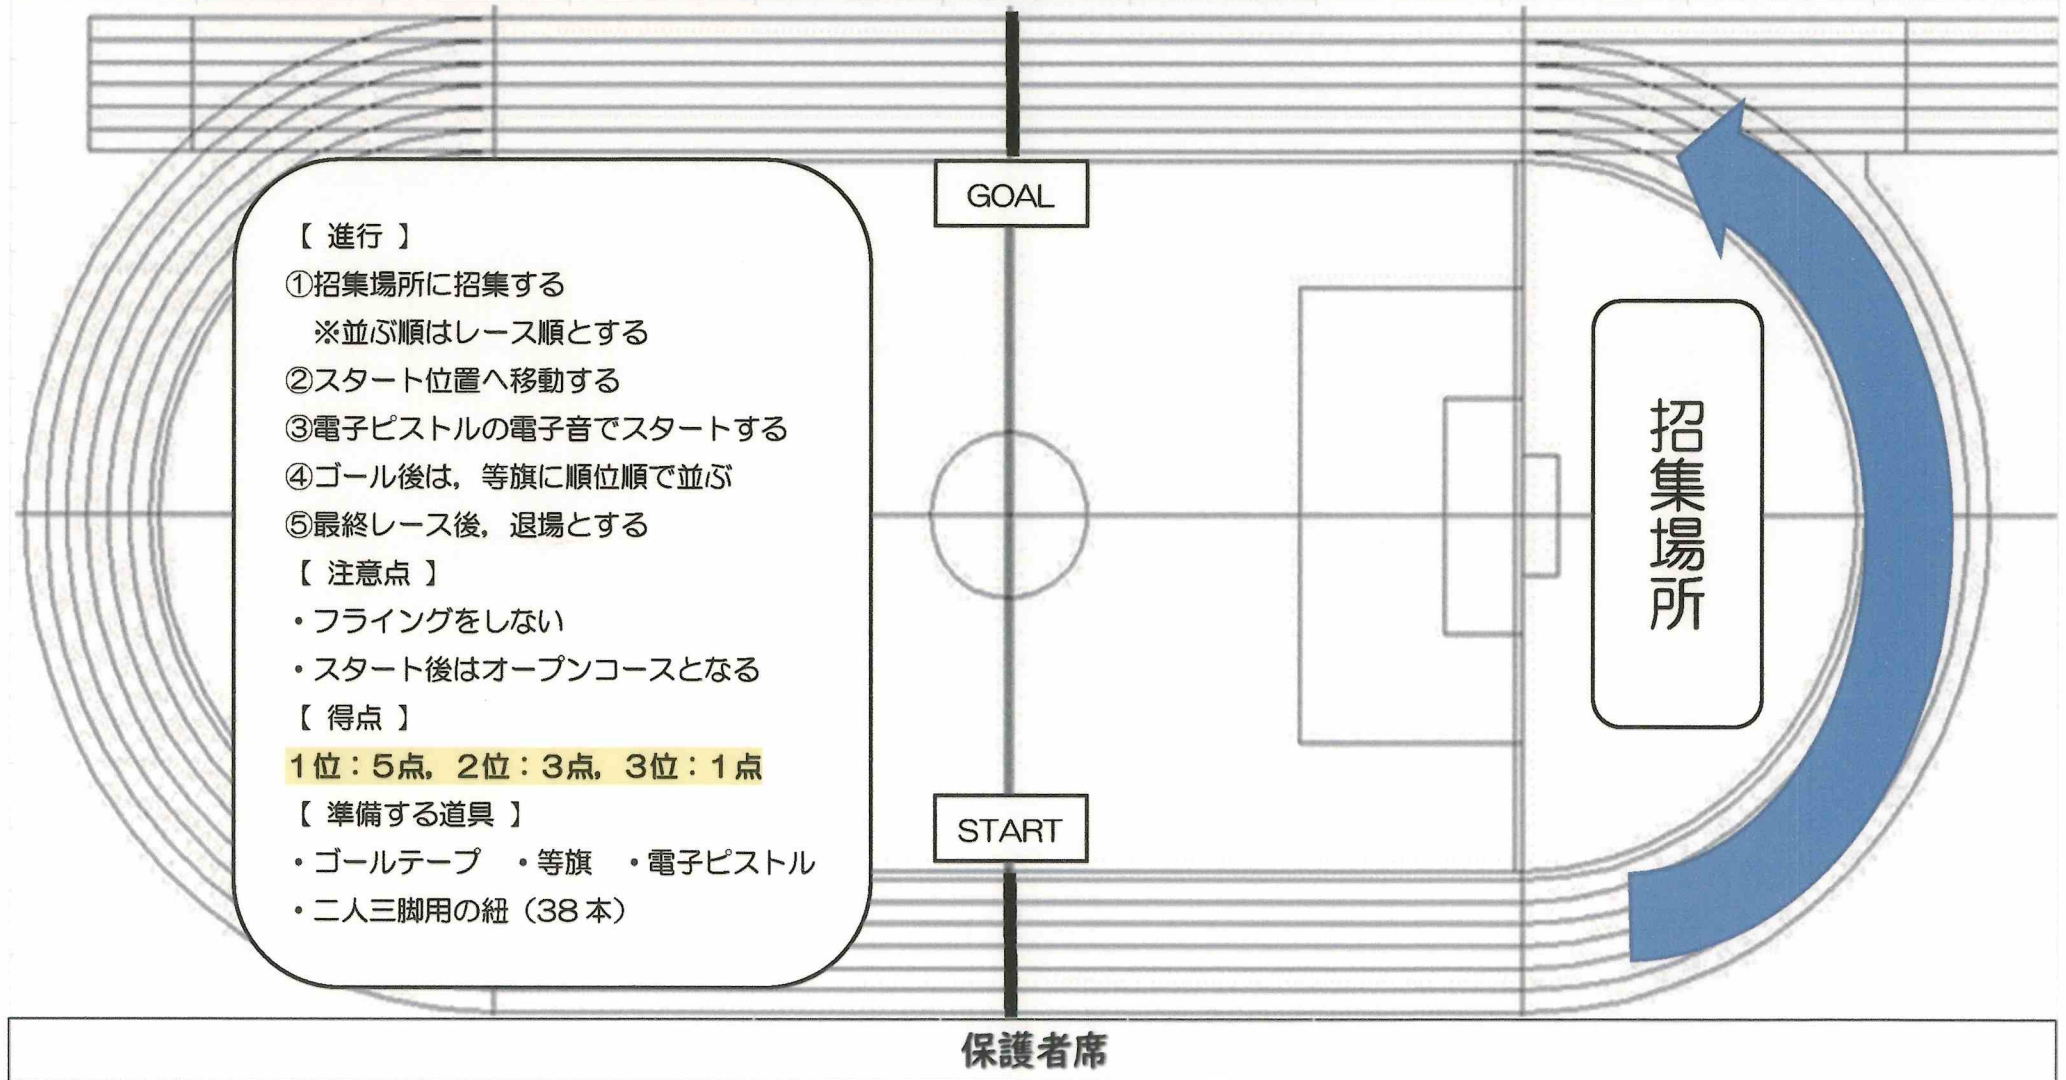 GOAL
【 進行 】
①招集場所に招集する
※並ぶ順はレース順とする
②スタート位置へ移動する
③電子ピストルの電子音でスタートする
④ゴール後は，等旗に順位順で並ぶ
⑤最終レース後，退場とする
【 注意点 】
・フライングをしない
・スタート後はオープンコースとなる
【 得点 】
1位：5点，2位：3点，3位：1点
【 準備する道具 】
・ゴールテープ ・等旗 ・電子ピストル
・二人三脚用の紐（38本）
招集場所
START
保護者席